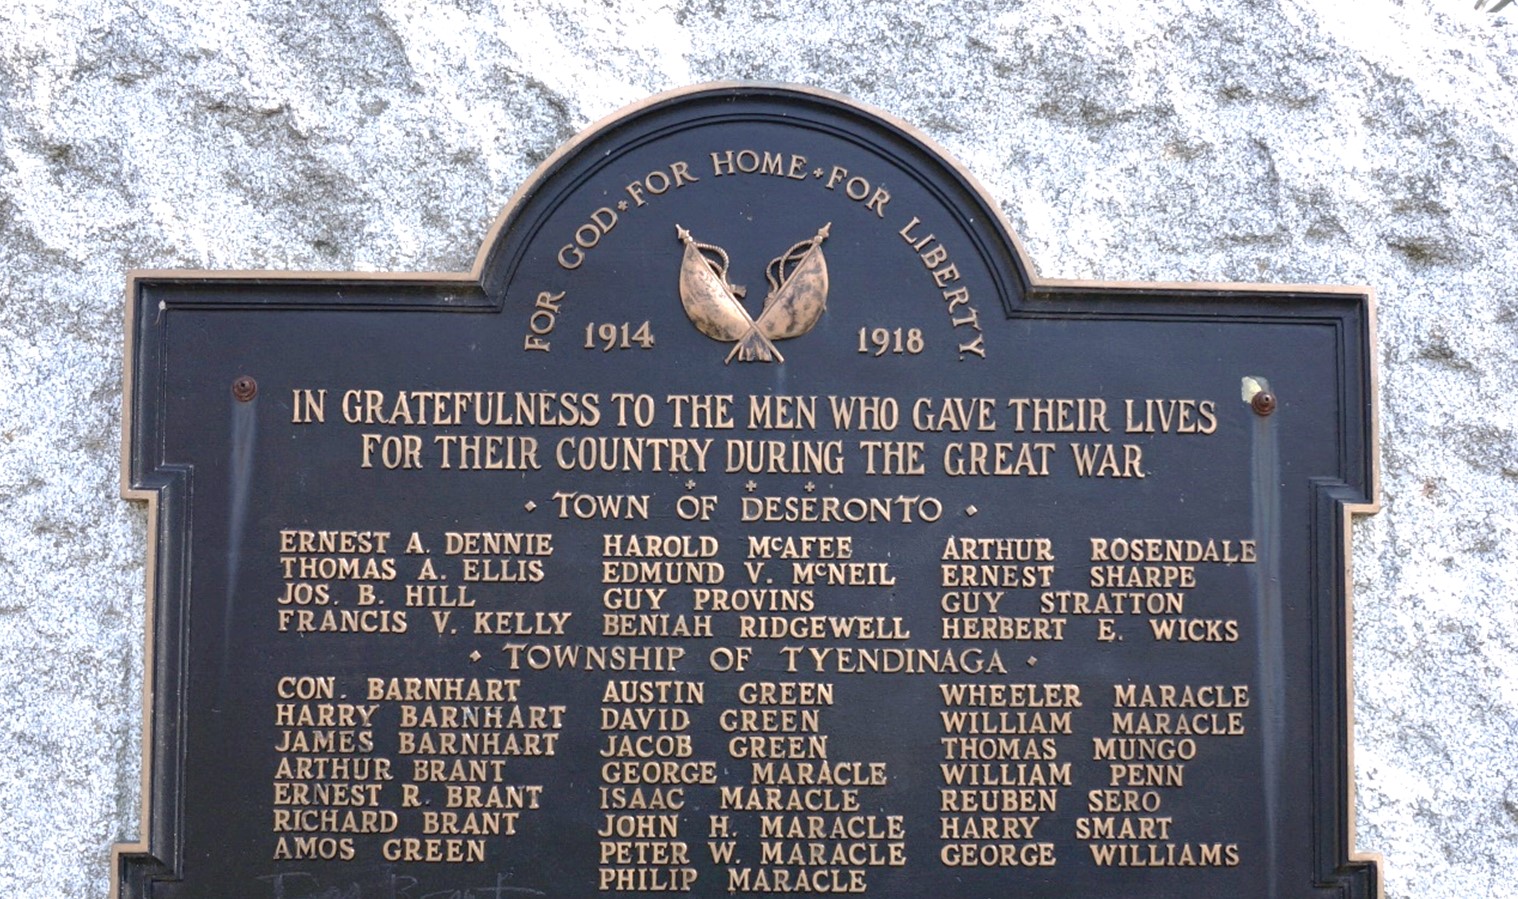 FOR GOD + FOR HOME + FOR LIBERTY.
1914 1918
IN GRATEFULNESS TO THE MEN WHO GAVE THEIR LIVES
FOR THEIR COUNTRY DURING THE GREAT WAR
· TOWN OF DESERONTO ·
ERNEST A. DENNIE HAROLD McAFEE ARTHUR ROSENDALE
THOMAS A. ELLIS EDMUND V. McNEIL ERNEST SHARPE
JOS. B. HILL GUY PROVINS GUY STRATTON
FRANCIS V. KELLY BENIAH RIDGEWELL HERBERT E. WICKS
· TOWNSHIP OF TYENDINAGA ·
CON. BARNHART AUSTIN GREEN WHEELER MARACLE
HARRY BARNHART DAVID GREEN WILLIAM MARACLE
JAMES BARNHART JACOB GREEN THOMAS MUNGO
ARTHUR BRANT GEORGE MARACLE WILLIAM PENN
ERNEST R. BRANT ISAAC MARACLE REUBEN SERO
RICHARD BRANT JOHN H. MARACLE HARRY SMART
AMOS GREEN PETER W. MARACLE GEORGE WILLIAMS
PHILIP MARACLE